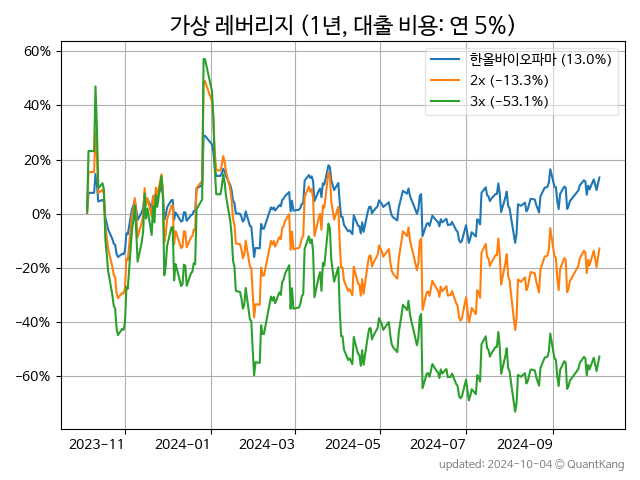 가상 레버리지 (1년, 대출 비용: 연 5%)
60%
40%
20%
0%
−20%
−40%
−60%
한올바이오파마 (13.0%)
2x (−13.3%)
3x (−53.1%)
2023-11
2024-01
2024-03
2024-05
2024-07
2024-09
updated: 2024-10-04 © QuantKang